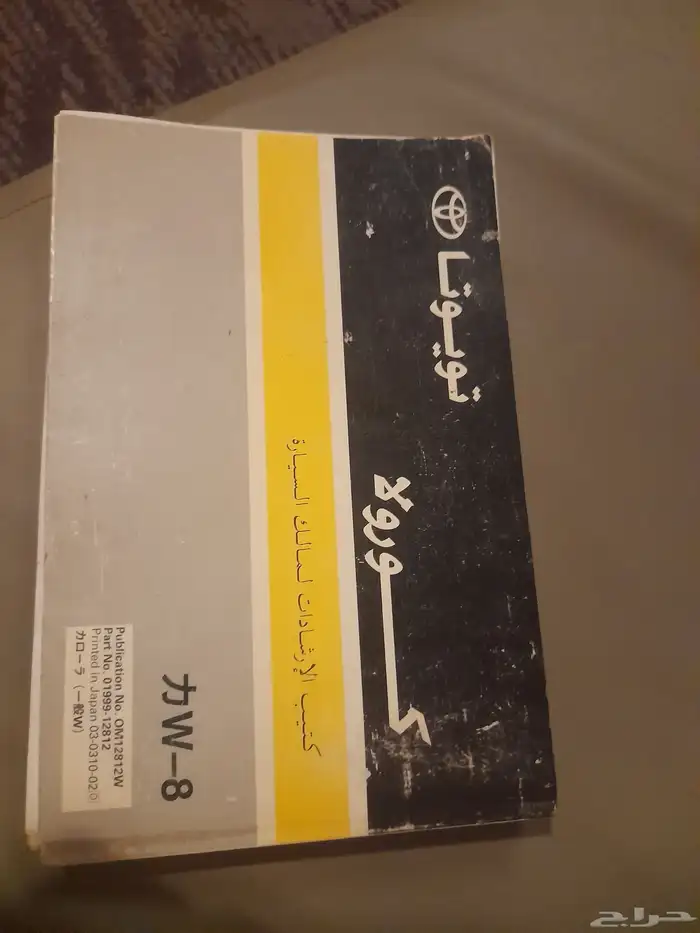 تويوتا
كورولا
كتيب الإرشادات لمالك السيارة
カW-8
Publication No. OM12812W
Part No. 01999-12812
Printed in Japan 03-0310-02◎
カローラ (一般W)
حراج